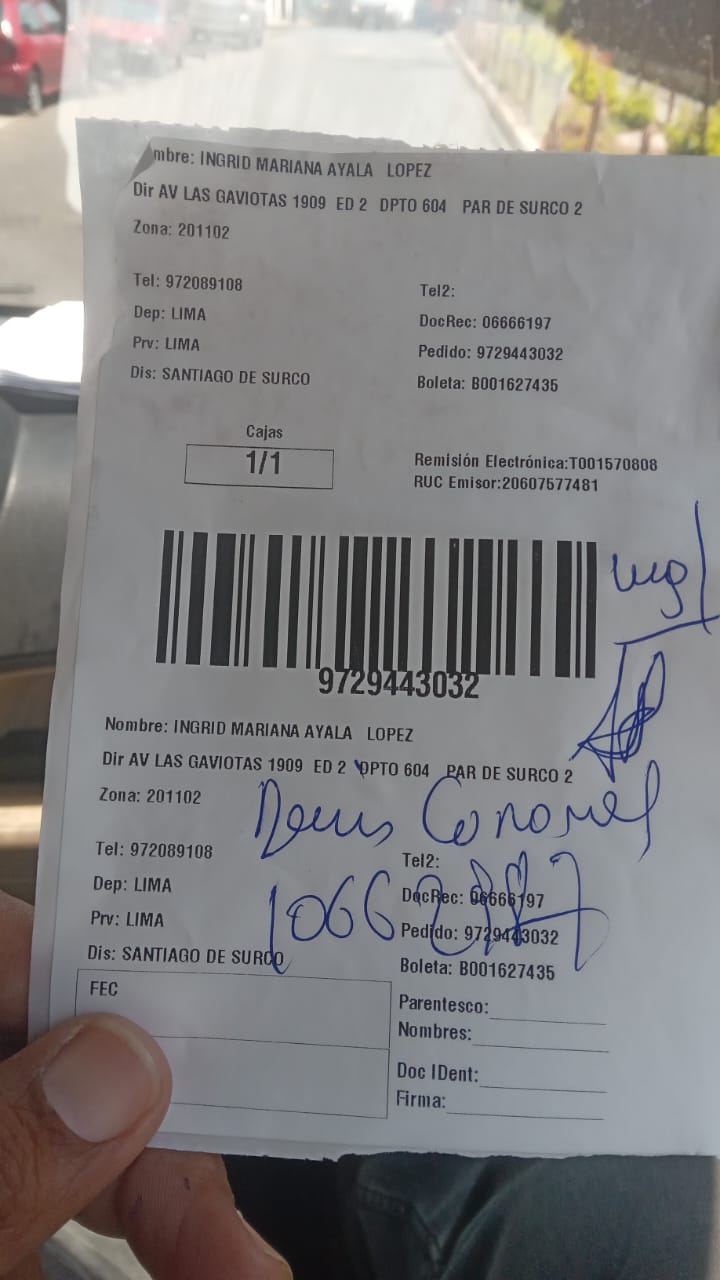 mbre: INGRID MARIANA AYALA LOPEZ
Dir AV LAS GAVIOTAS 1909 ED 2 DPTO 604 PAR DE SURCO 2
Zona: 201102
Tel: 972089108
Tel2:
Dep: LIMA
DocRec: 06666197
Prv: LIMA
Pedido: 9729443032
Dis: SANTIAGO DE SURCO
Boleta: B001627435
Cajas
1/1
Remisión Electrónica:T001570808
RUC Emisor:20607577481
9729443032
Nombre: INGRID MARIANA AYALA LOPEZ
Dir AV LAS GAVIOTAS 1909 ED 2 DPTO 604 PAR DE SURCO 2
Zona: 201102
Tel: 972089108
Tel2:
Dep: LIMA
DocRec: 06666197
Prv: LIMA
Pedido: 9729443032
Dis: SANTIAGO DE SURCO
Boleta: B001627435
FEC
Parentesco:
Nombres:
Doc IDent:
Firma: